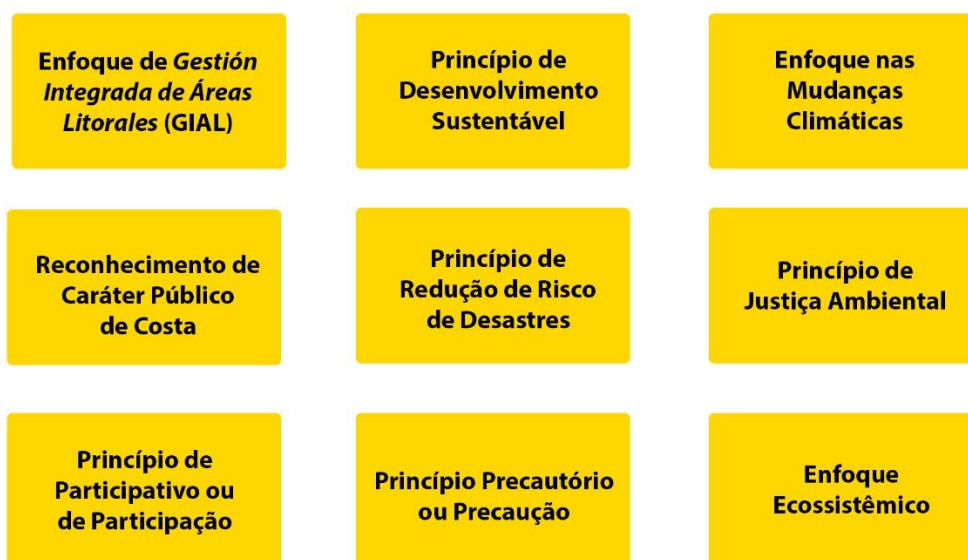 Enfoque de Gestión
Integrada de Áreas
Litorales (GIAL)
Princípio de
Desenvolvimento
Sustentável
Enfoque nas
Mudanças
Climáticas
Reconhecimento de
Caráter Público
de Costa
Princípio de
Redução de Risco
de Desastres
Princípio de
Justiça Ambiental
Princípio de
Participativo ou
de Participação
Princípio Precautório
ou Precaução
Enfoque
Ecossistêmico